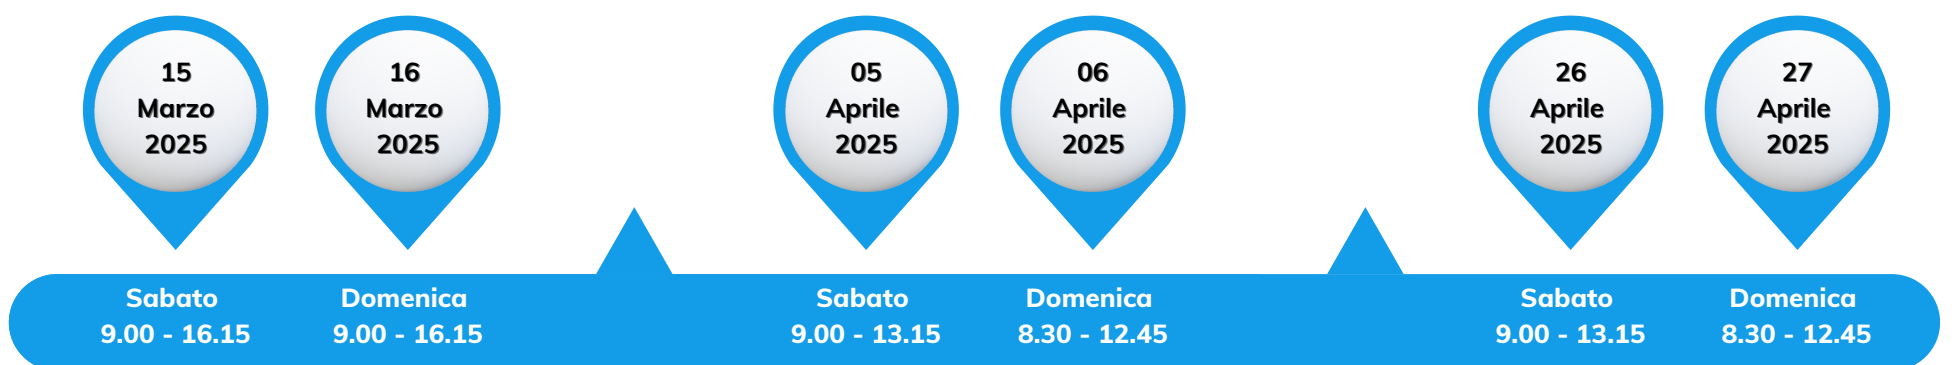 15
Marzo
2025
16
Marzo
2025
05
Aprile
2025
06
Aprile
2025
26
Aprile
2025
27
Aprile
2025
Sabato
9.00 - 16.15
Domenica
9.00 - 16.15
Sabato
9.00 - 13.15
Domenica
8.30 - 12.45
Sabato
9.00 - 13.15
Domenica
8.30 - 12.45